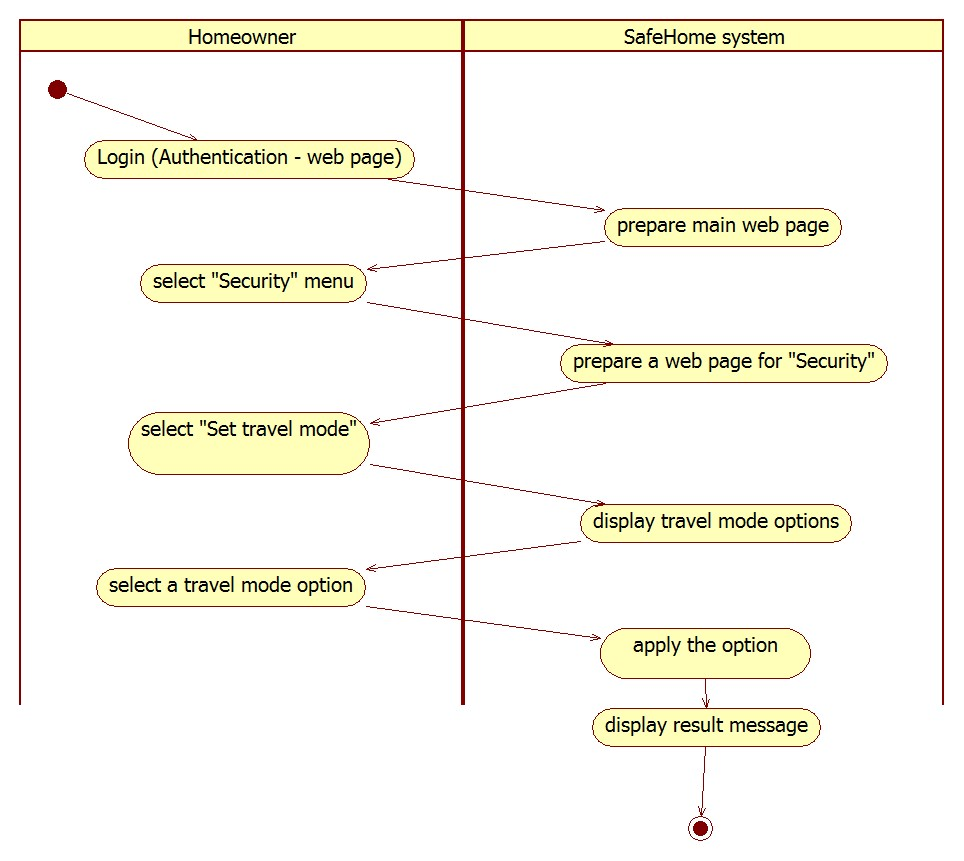 Homeowner
SafeHome system
Login (Authentication - web page)
prepare main web page
select "Security" menu
prepare a web page for "Security"
select "Set travel mode"
display travel mode options
select a travel mode option
apply the option
display result message